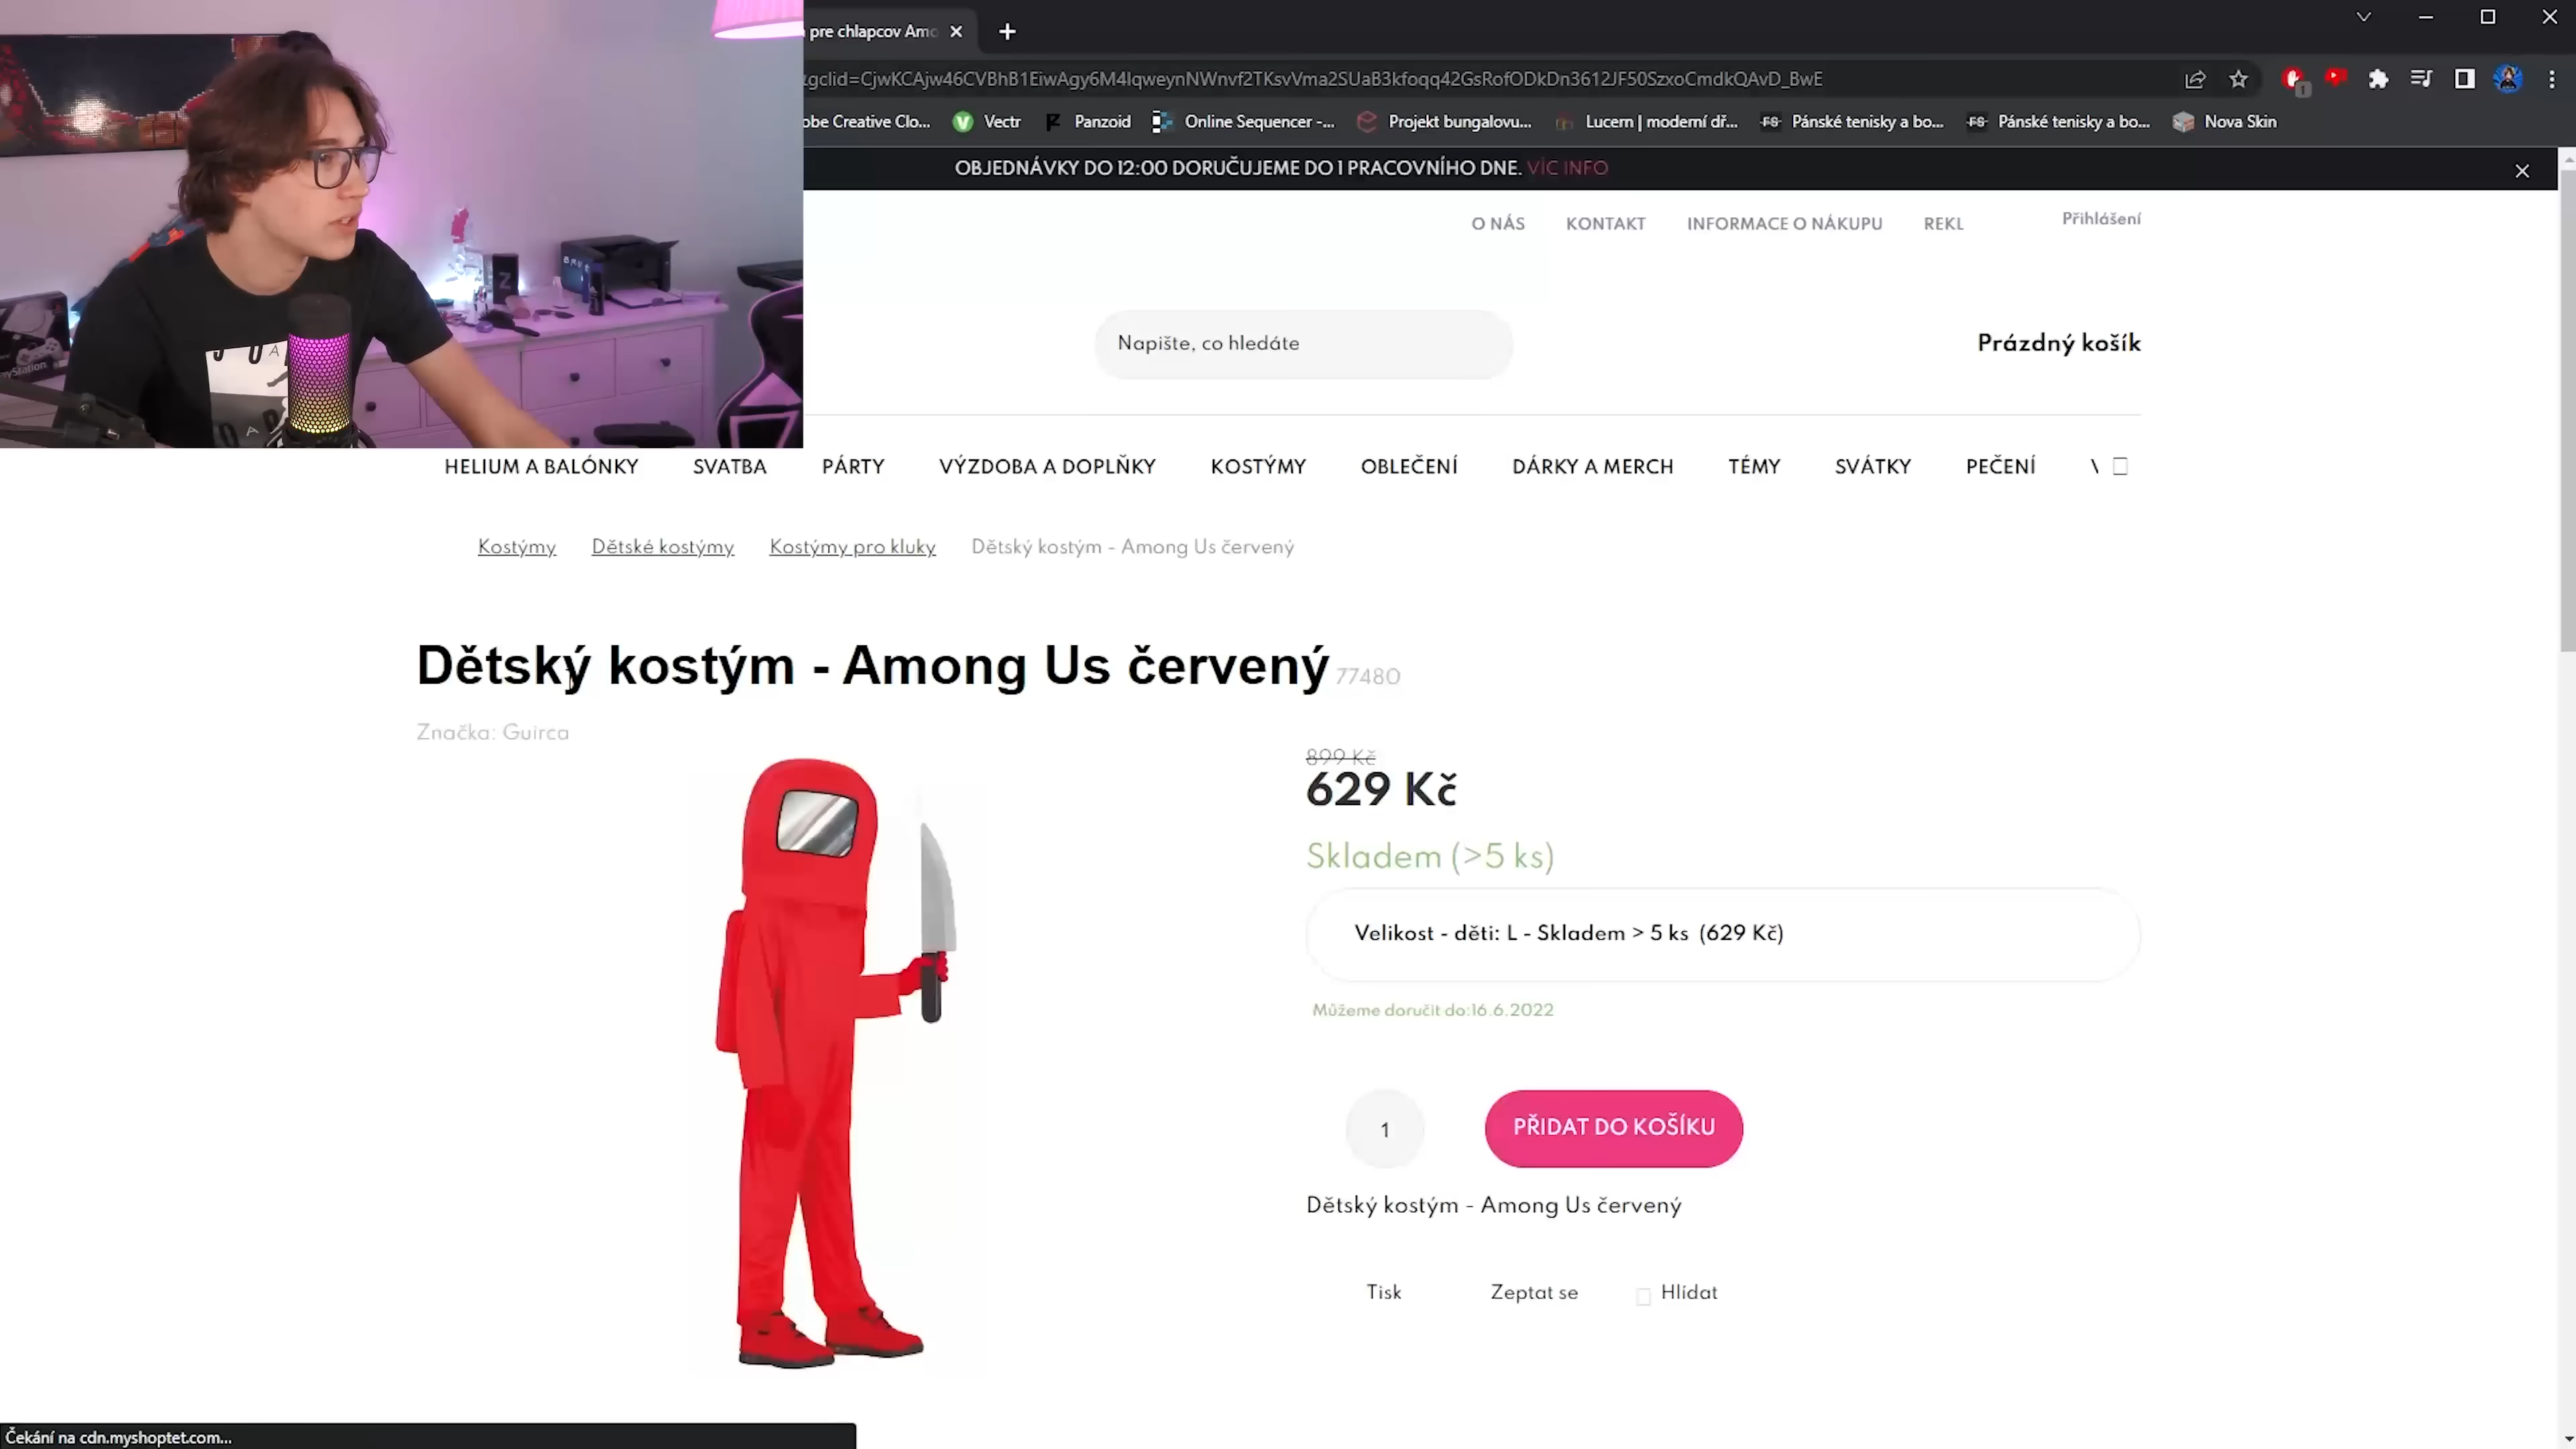 pre chlapcov Amo
gclid=CjwKCAjw46CVBhB1EiwAgy6M4IqweynNWnvf2TKsvVma2SUaB3kfoqq42GsRofODkDn3612JF50SzxoCmdkQAvD_BwE
1
obe Creative Clo...
Vectr
Panzoid
Online Sequencer -...
Projekt bungalovu...
Lucern | moderní dř...
Pánské tenisky a bo...
Pánské tenisky a bo...
Nova Skin
OBJEDNÁVKY DO 12:00 DORUČUJEME DO 1 PRACOVNÍHO DNE. VÍC INFO
O NÁS KONTAKT INFORMACE O NÁKUPU REKL Přihlášení
Napište, co hledáte
Prázdný košík
HELIUM A BALÓNKY SVATBA PÁRTY VÝZDOBA A DOPLŇKY KOSTÝMY OBLEČENÍ DÁRKY A MERCH TÉMY SVÁTKY PEČENÍ
Kostýmy Dětské kostýmy Kostýmy pro kluky Dětský kostým - Among Us červený
Dětský kostým - Among Us červený 77480
Značka: Guirca
899 Kč
629 Kč
Skladem (>5 ks)
Velikost - děti: L - Skladem > 5 ks (629 Kč)
Můžeme doručit do:16.6.2022
1
PŘIDAT DO KOŠÍKU
Dětský kostým - Among Us červený
Tisk Zeptat se Hlídat
Čekání na cdn.myshoptet.com...